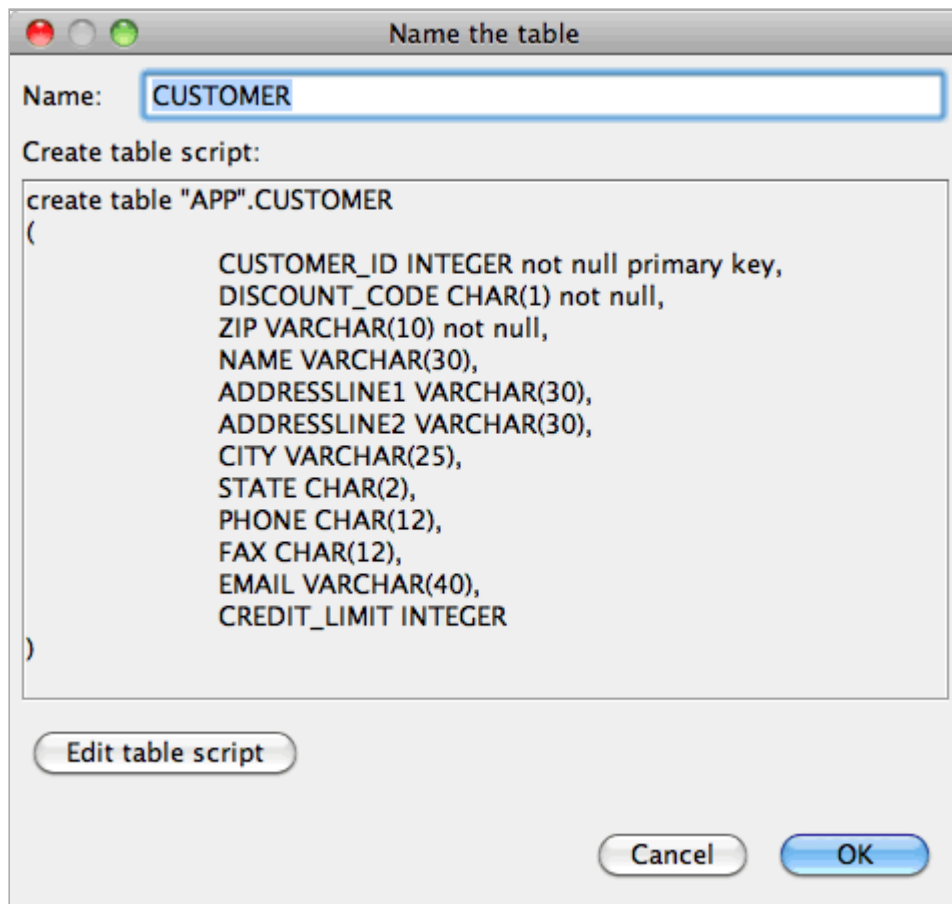 Name the table
Name: CUSTOMER
Create table script:
create table "APP".CUSTOMER
(
CUSTOMER_ID INTEGER not null primary key,
DISCOUNT_CODE CHAR(1) not null,
ZIP VARCHAR(10) not null,
NAME VARCHAR(30),
ADDRESSLINE1 VARCHAR(30),
ADDRESSLINE2 VARCHAR(30),
CITY VARCHAR(25),
STATE CHAR(2),
PHONE CHAR(12),
FAX CHAR(12),
EMAIL VARCHAR(40),
CREDIT_LIMIT INTEGER
)
Edit table script
Cancel OK